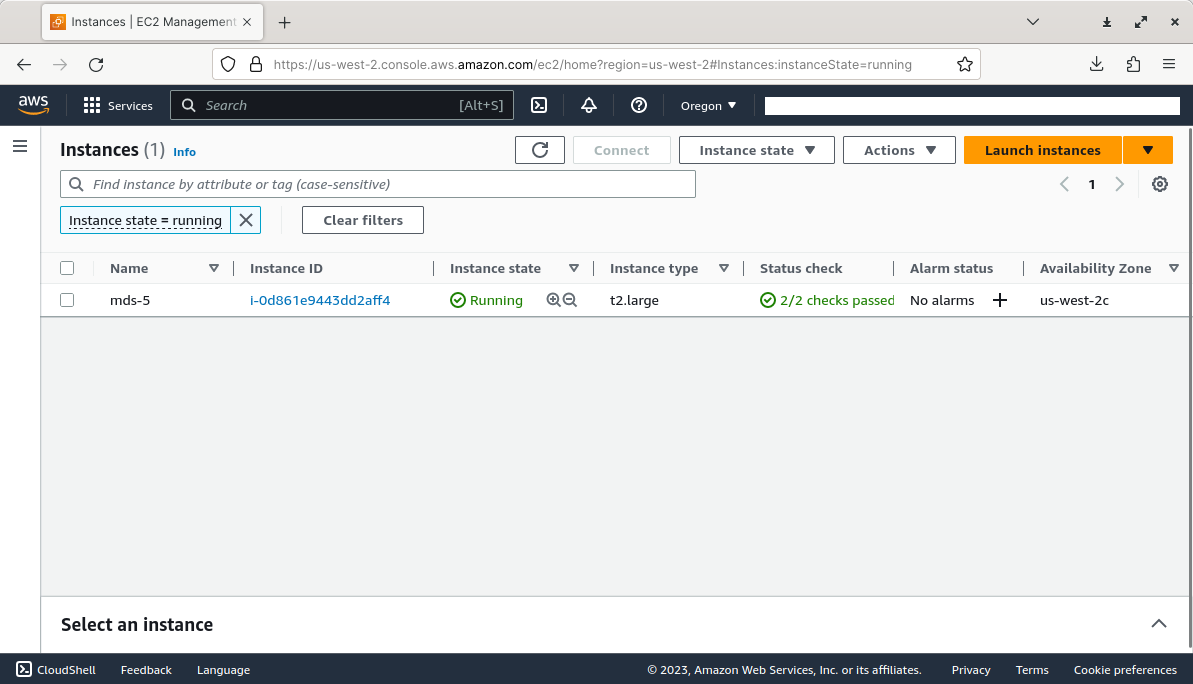 Instances | EC2 Management
https://us-west-2.console.aws.amazon.com/ec2/home?region=us-west-2#Instances:instanceState=running
aws Services Search [Alt+S] Oregon
Instances (1) Info Connect Instance state Actions Launch instances
Find instance by attribute or tag (case-sensitive) 1
Instance state = running Clear filters
Name Instance ID Instance state Instance type Status check Alarm status Availability Zone
mds-5 i-0d861e9443dd2aff4 Running t2.large 2/2 checks passed No alarms us-west-2c
Select an instance
CloudShell Feedback Language © 2023, Amazon Web Services, Inc. or its affiliates. Privacy Terms Cookie preferences